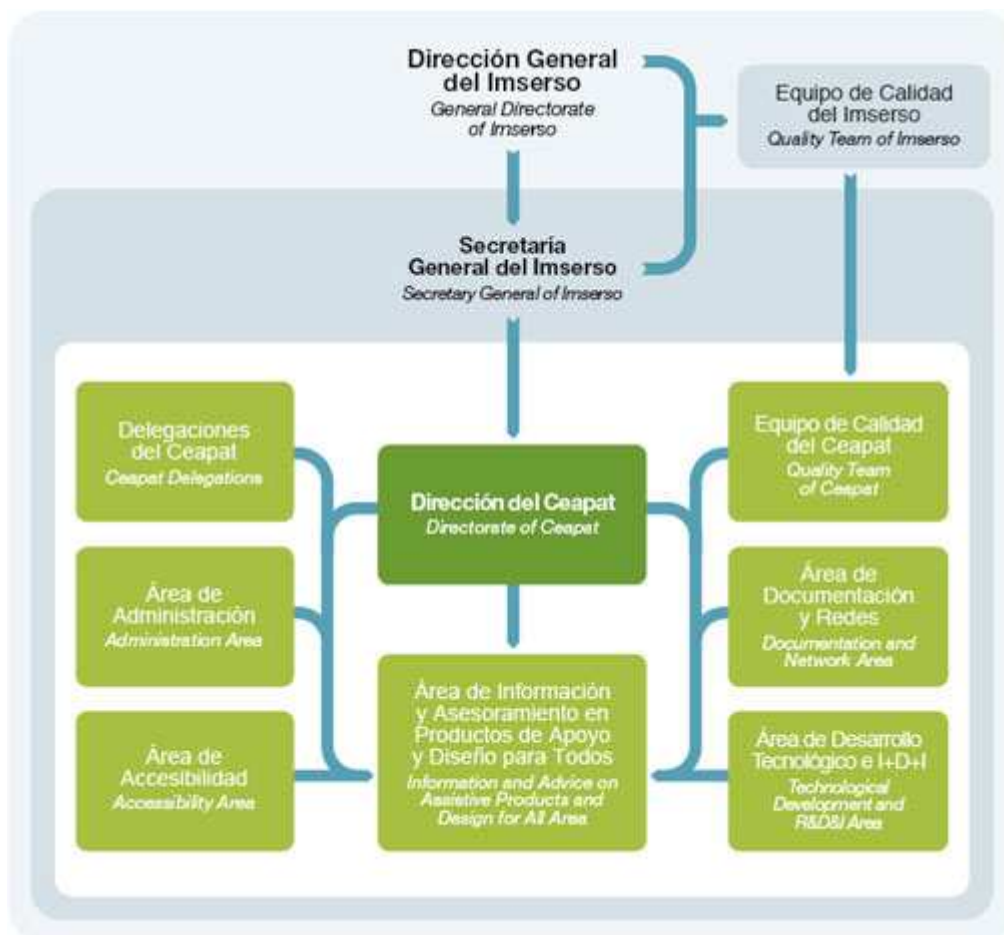 Dirección General
del Imserso
General Directorate
of Imserso
Equipo de Calidad
del Imserso
Quality Team of Imserso
Secretaría
General del Imserso
Secretary General of Imserso
Delegaciones
del Ceapat
Ceapat Delegations
Equipo de Calidad
del Ceapat
Quality Team
of Ceapat
Dirección del Ceapat
Directorate of Ceapat
Área de
Administración
Administration Area
Área de
Documentación
y Redes
Documentation and
Network Area
Área de Información
y Asesoramiento en
Productos de Apoyo
y Diseño para Todos
Information and Advice on
Assistive Products and
Design for All Area
Área de
Accesibilidad
Accessibility Area
Área de Desarrollo
Tecnológico e I+D+I
Technological
Development and
R&D&I Area